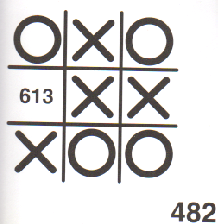 O X O
613 X X
X O O
482